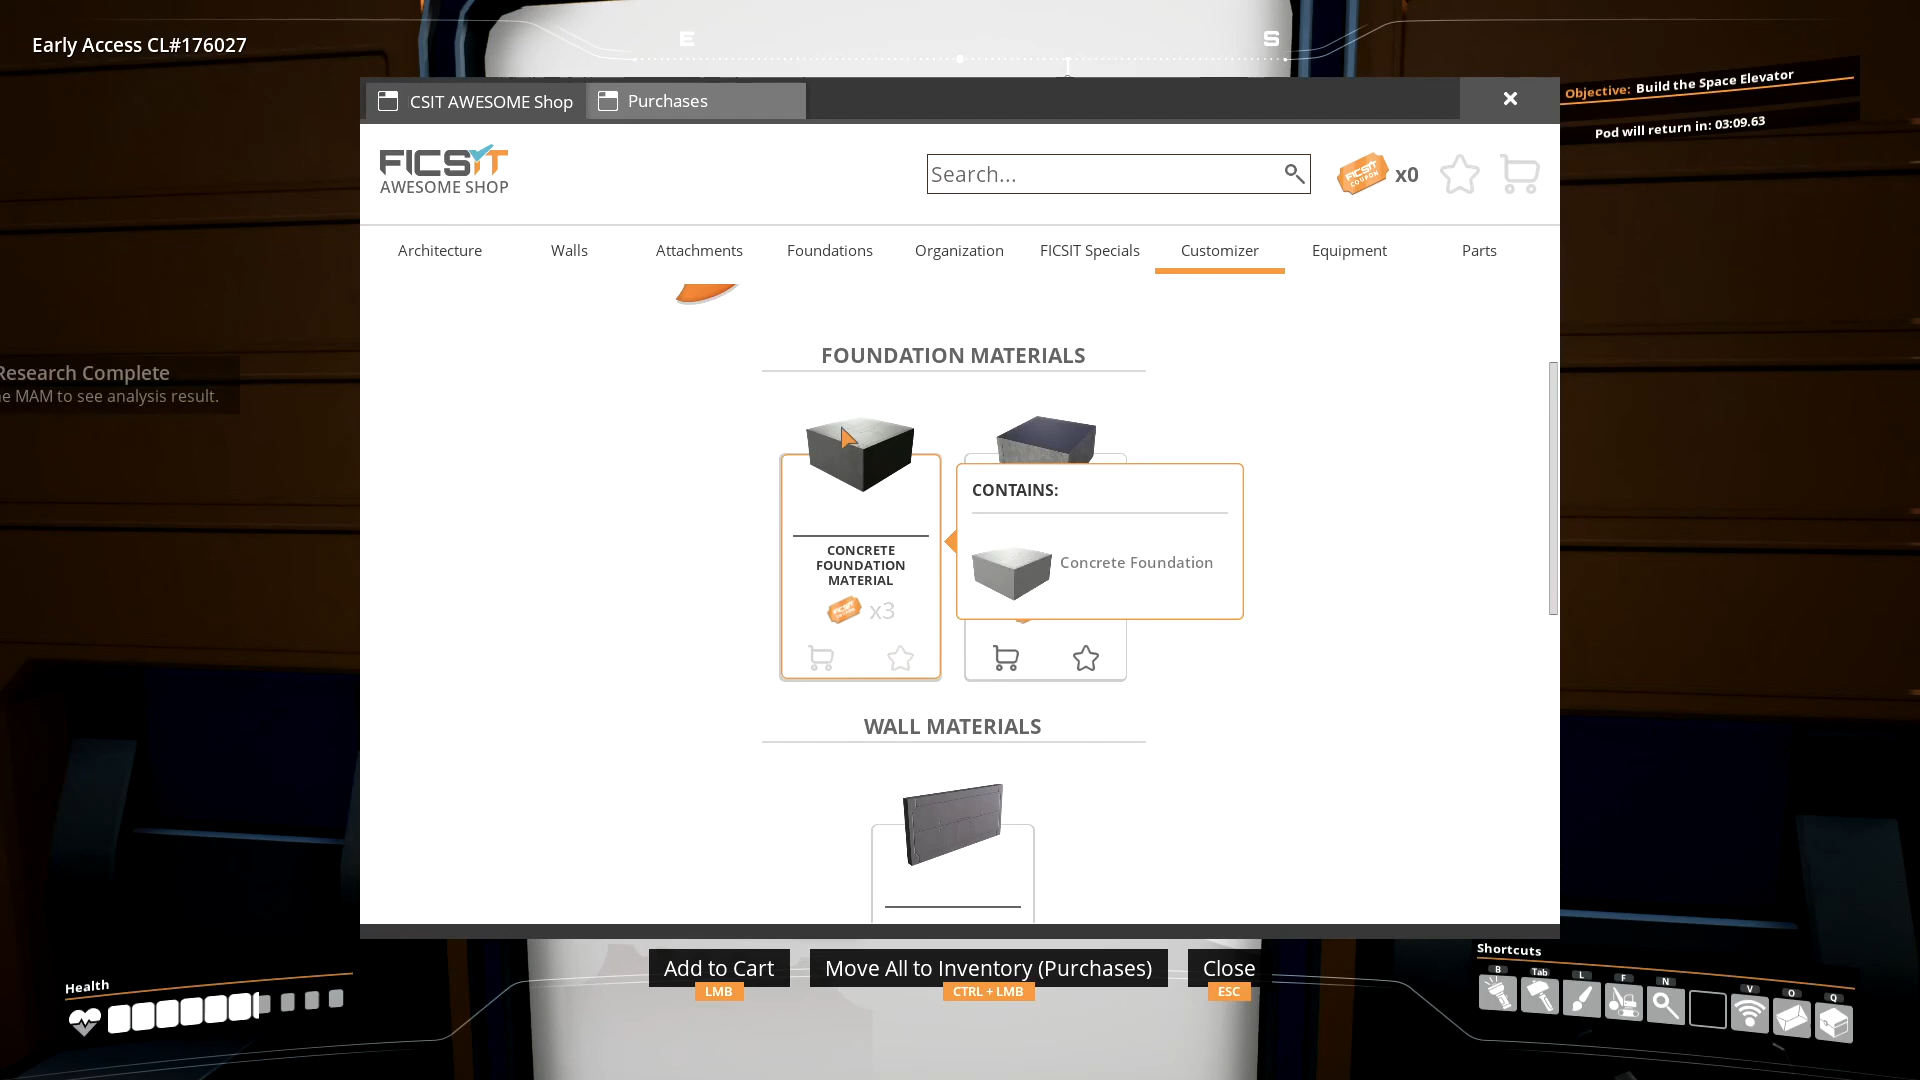 Early Access CL#176027
E
S
CSIT AWESOME Shop
Purchases
Objective: Build the Space Elevator
Pod will return in: 03:09.63
FICSIT
AWESOME SHOP
Search...
FICSIT
COUPON
x0
Architecture
Walls
Attachments
Foundations
Organization
FICSIT Specials
Customizer
Equipment
Parts
Research Complete
e MAM to see analysis result.
FOUNDATION MATERIALS
CONTAINS:
Concrete Foundation
CONCRETE
FOUNDATION
MATERIAL
x3
WALL MATERIALS
Add to Cart
LMB
Move All to Inventory (Purchases)
CTRL + LMB
Close
ESC
Health
Shortcuts
B
Tab
L
F
N
V
O
Q